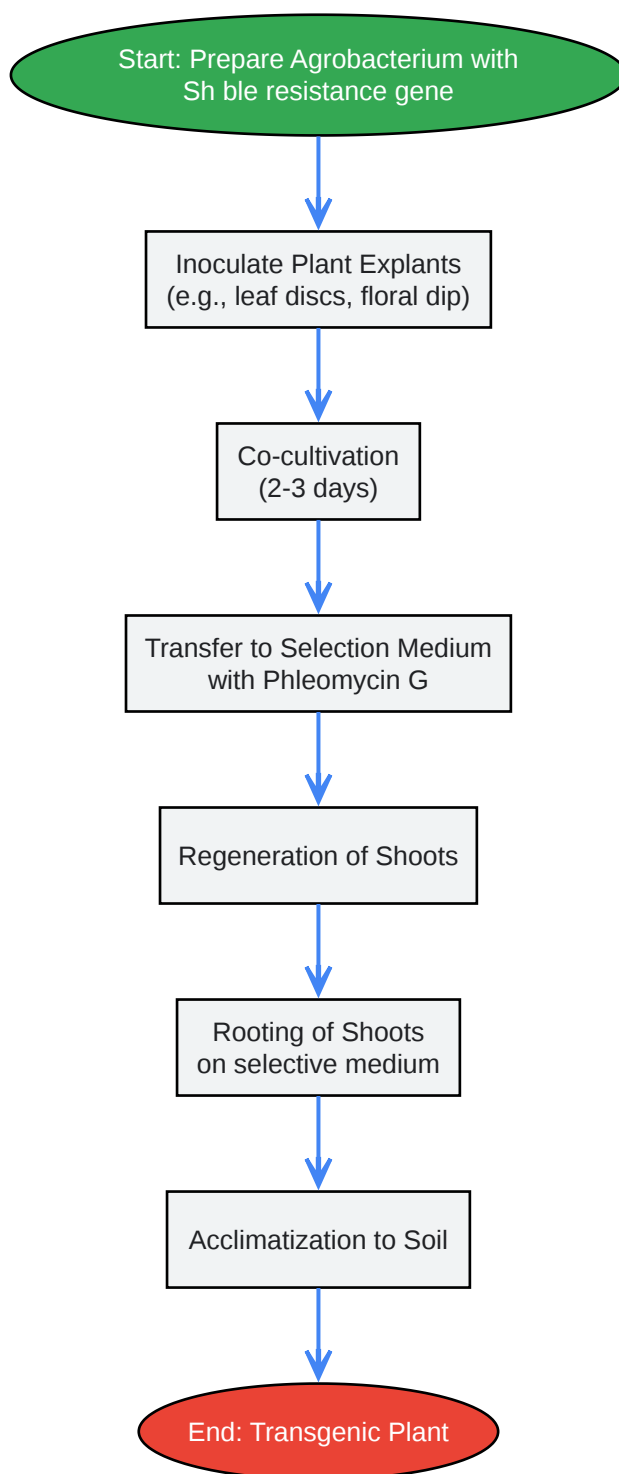 Start: Prepare Agrobacterium with
Sh ble resistance gene
Inoculate Plant Explants
(e.g., leaf discs, floral dip)
Co-cultivation
(2-3 days)
Transfer to Selection Medium
with Phleomycin G
Regeneration of Shoots
Rooting of Shoots
on selective medium
Acclimatization to Soil
End: Transgenic Plant